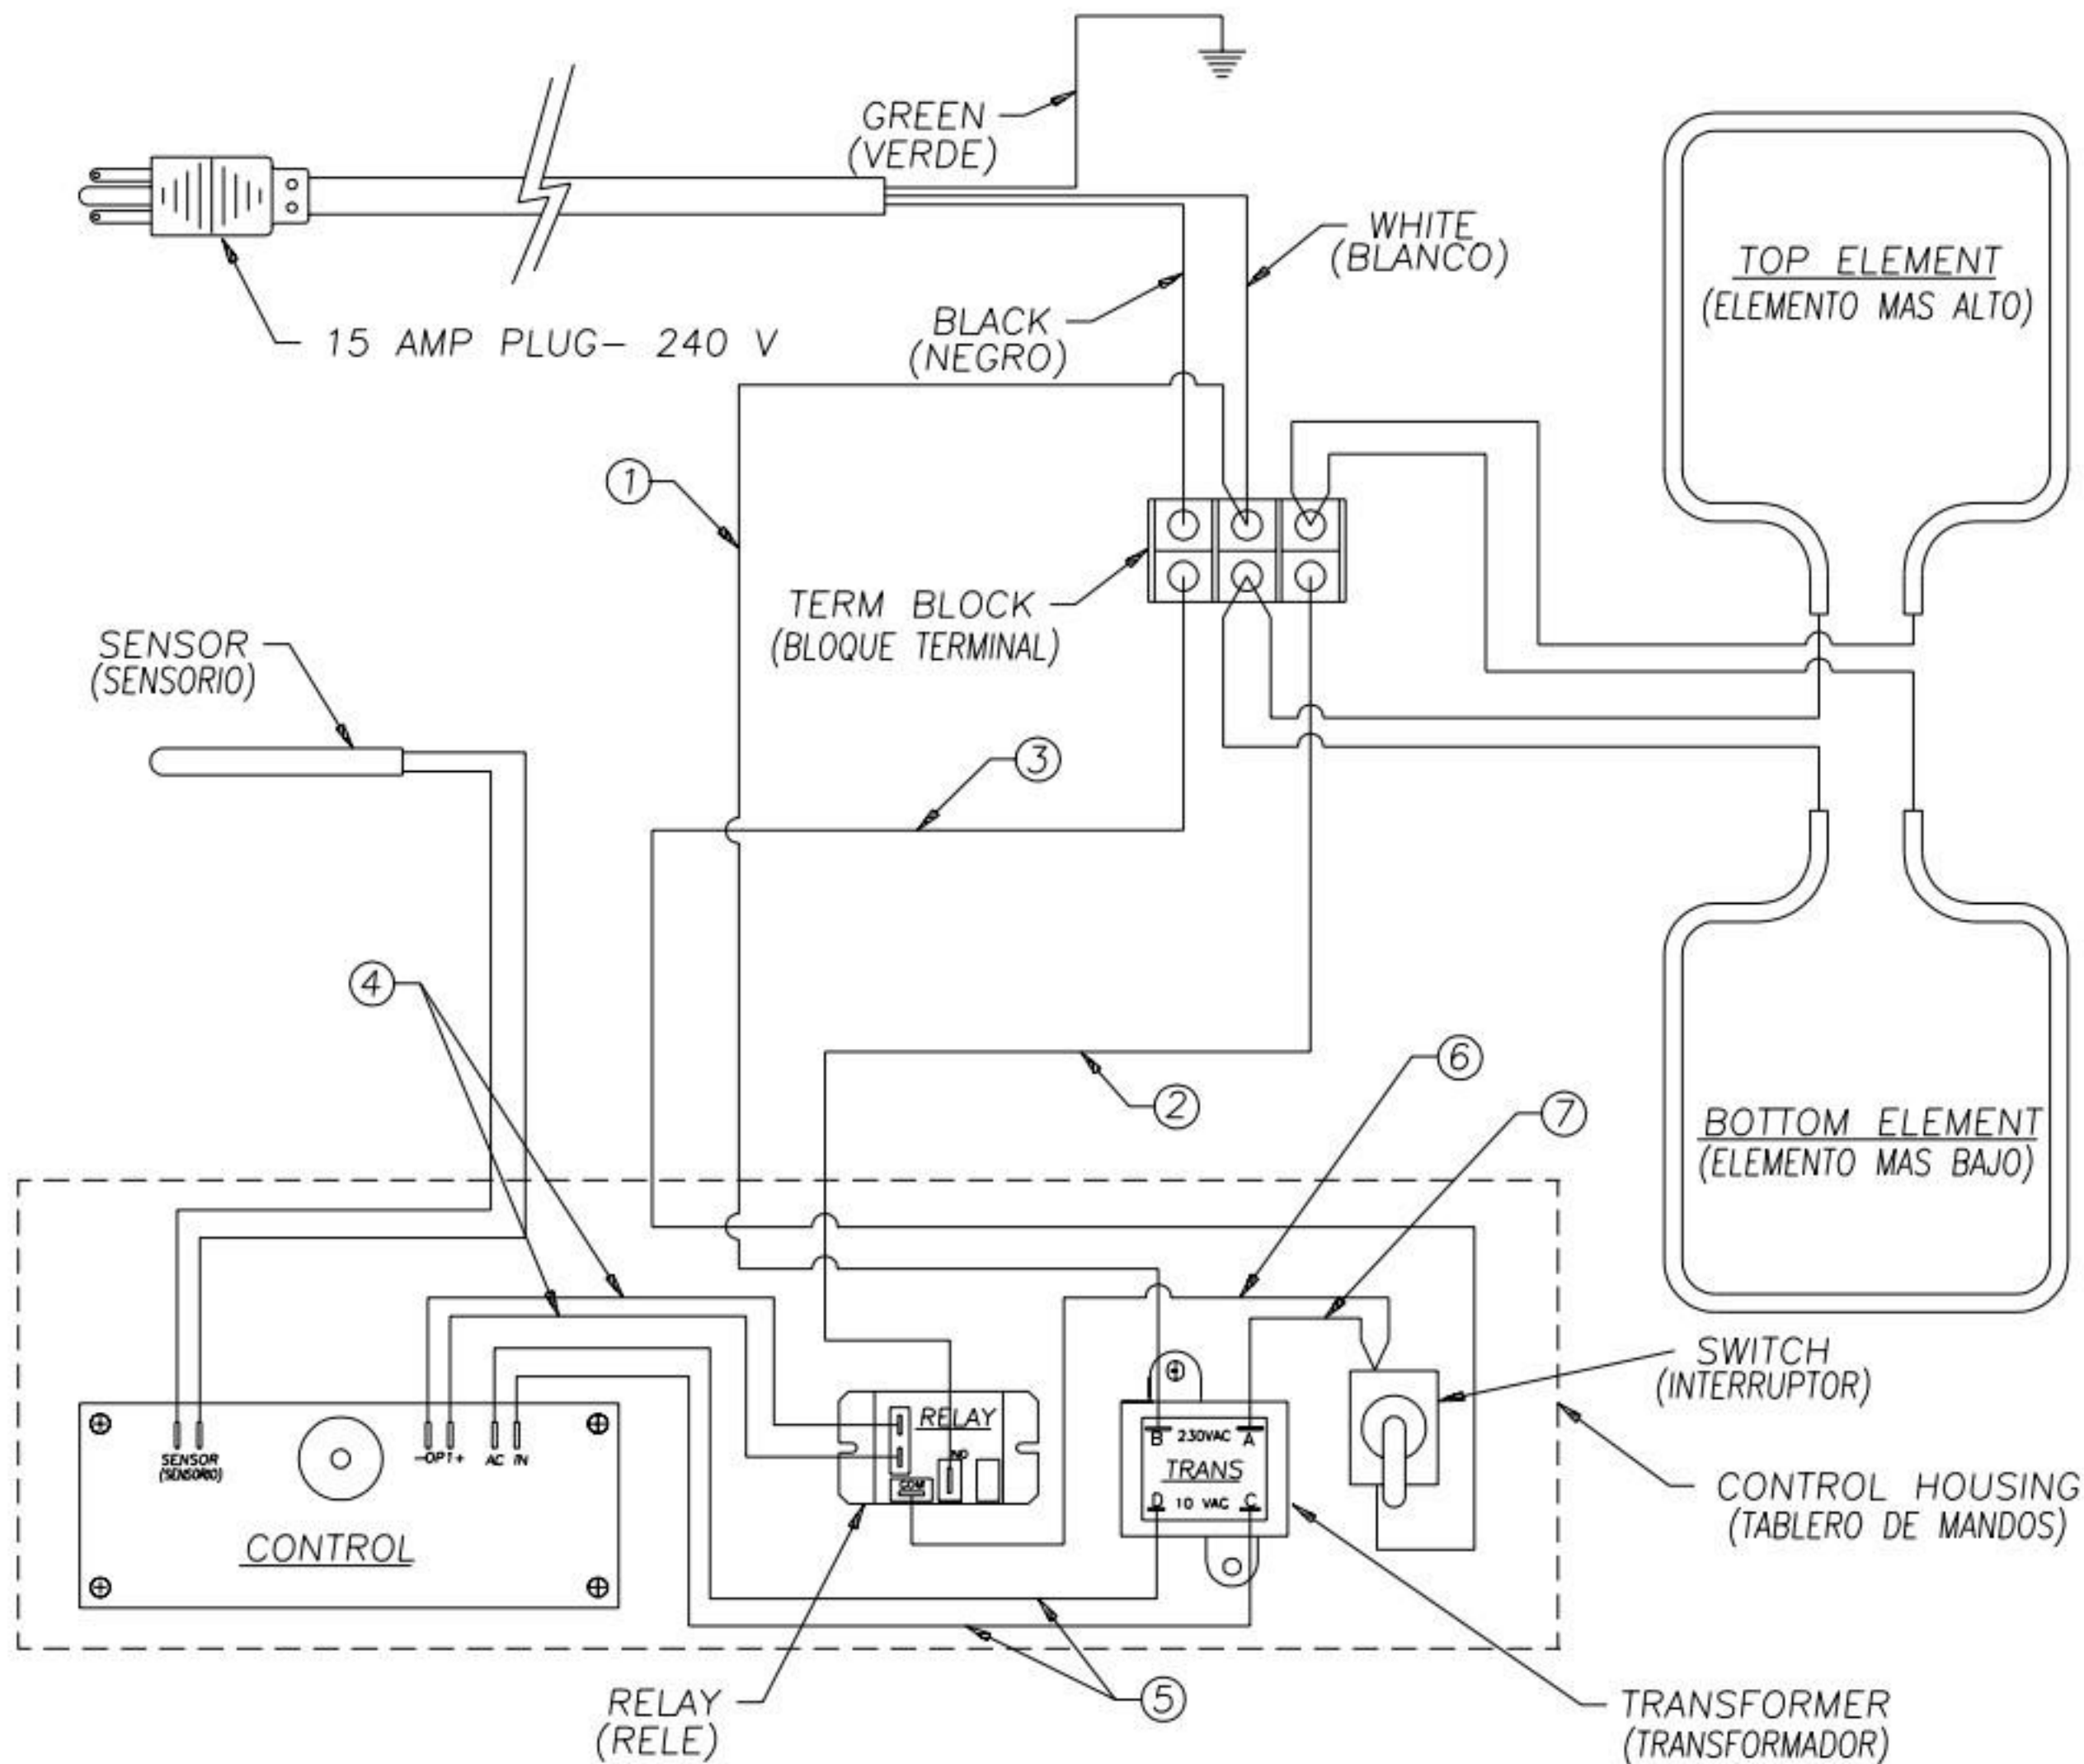 GREEN
(VERDE)
WHITE
(BLANCO)
TOP ELEMENT
(ELEMENTO MAS ALTO)
15 AMP PLUG- 240 V
BLACK
(NEGRO)
1
TERM BLOCK
(BLOQUE TERMINAL)
SENSOR
(SENSORIO)
3
4
6
2
7
BOTTOM ELEMENT
(ELEMENTO MAS BAJO)
SWITCH
(INTERRUPTOR)
RELAY
NO
COM
B 230VAC A
TRANS
D 10 VAC C
SENSOR
(SENSORIO)
-OPT+
AC IN
CONTROL
CONTROL HOUSING
(TABLERO DE MANDOS)
RELAY
(RELE)
5
TRANSFORMER
(TRANSFORMADOR)